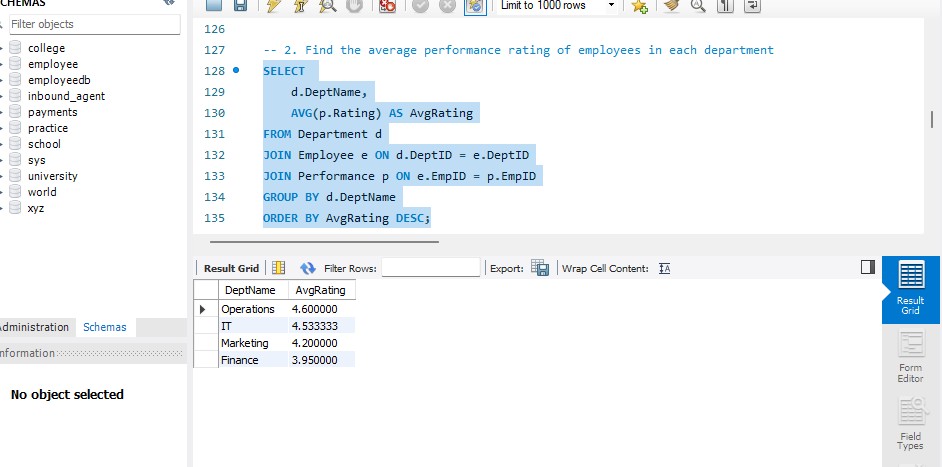 SCHEMAS
Limit to 1000 rows
Filter objects
college
employee
employeedb
inbound_agent
payments
practice
school
sys
university
world
xyz
Administration Schemas
Information
No object selected
126
127 -- 2. Find the average performance rating of employees in each department
128 SELECT
129 d.DeptName,
130 AVG(p.Rating) AS AvgRating
131 FROM Department d
132 JOIN Employee e ON d.DeptID = e.DeptID
133 JOIN Performance p ON e.EmpID = p.EmpID
134 GROUP BY d.DeptName
135 ORDER BY AvgRating DESC;
Result Grid Filter Rows: Export: Wrap Cell Content:
DeptName AvgRating
Operations 4.600000
IT 4.533333
Marketing 4.200000
Finance 3.950000
Result
Grid
Form
Editor
Field
Types